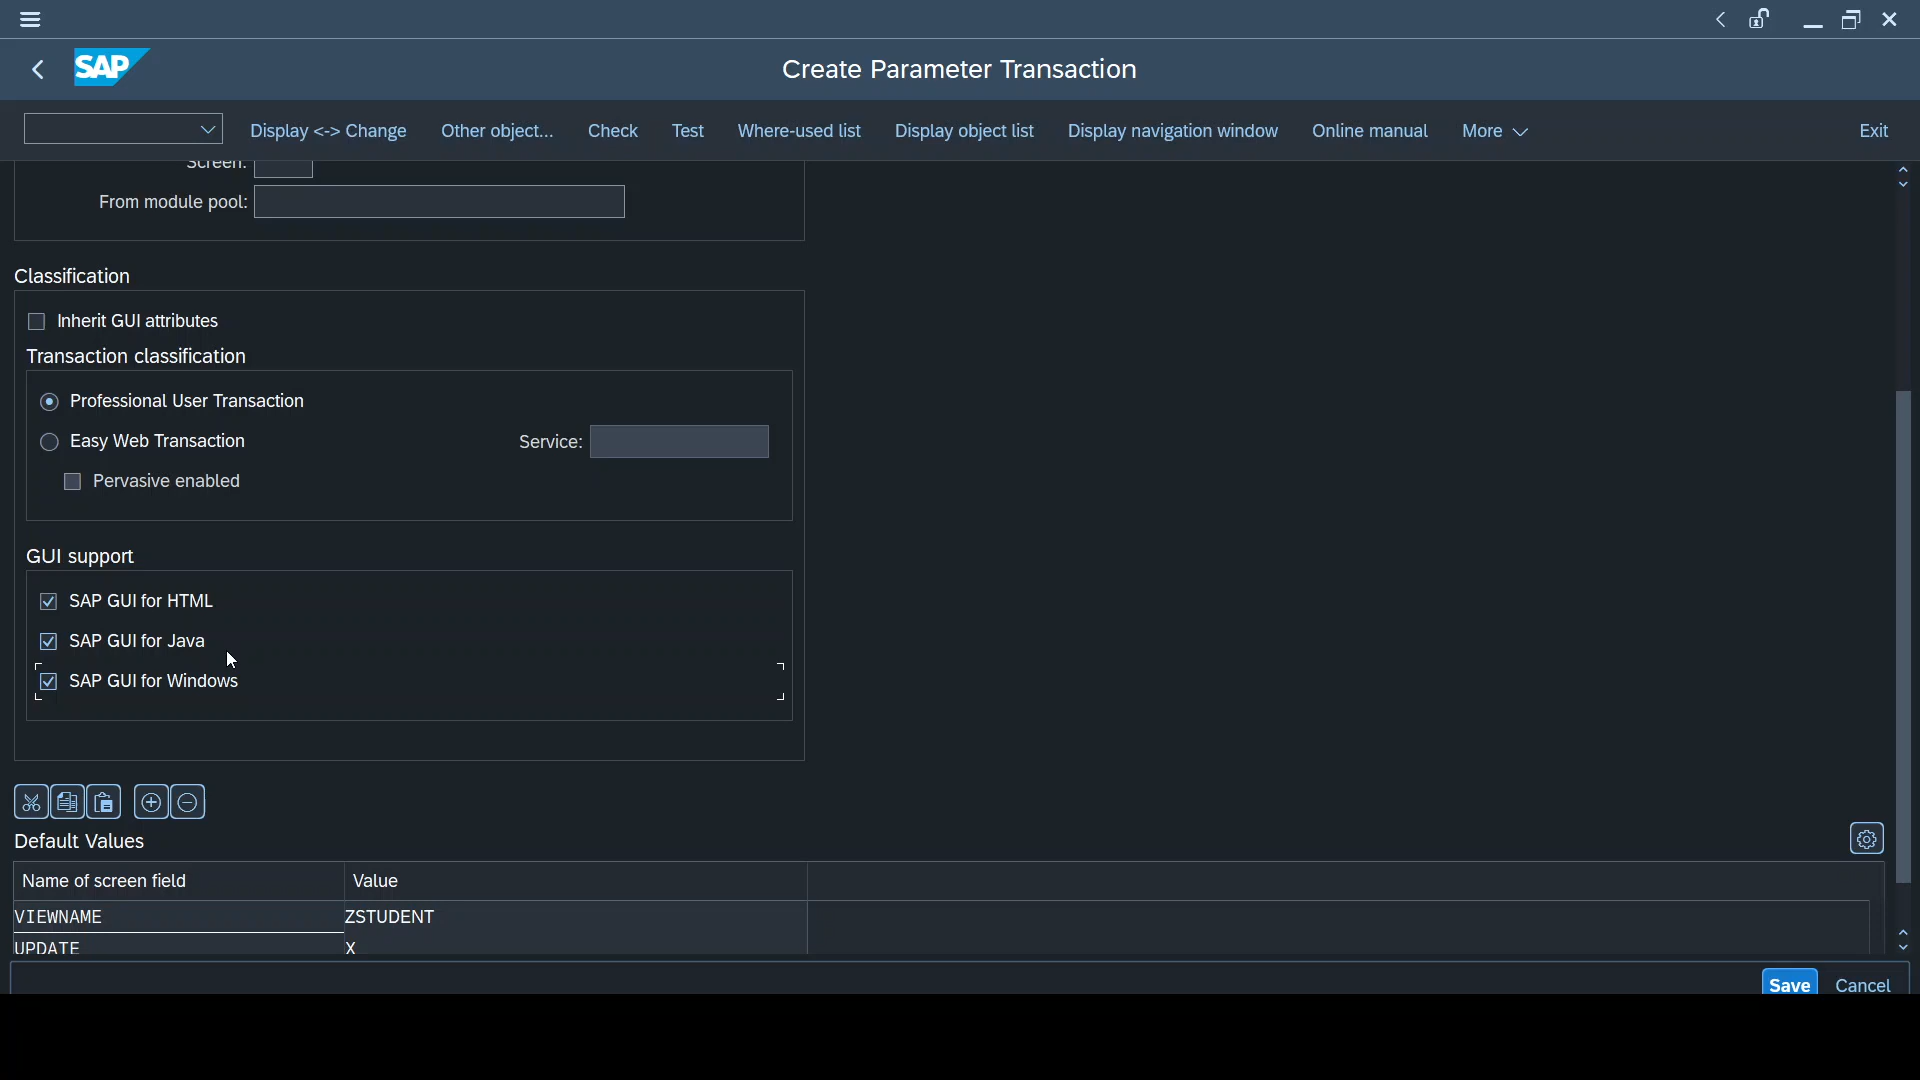 SAP
Create Parameter Transaction
Display <-> Change Other object... Check Test Where-used list Display object list Display navigation window Online manual More Exit
Screen:
From module pool:
Classification
Inherit GUI attributes
Transaction classification
Professional User Transaction
Easy Web Transaction Service:
Pervasive enabled
GUI support
SAP GUI for HTML
SAP GUI for Java
SAP GUI for Windows
Default Values
Name of screen field Value
VIEWNAME ZSTUDENT
UPDATE X
Save Cancel